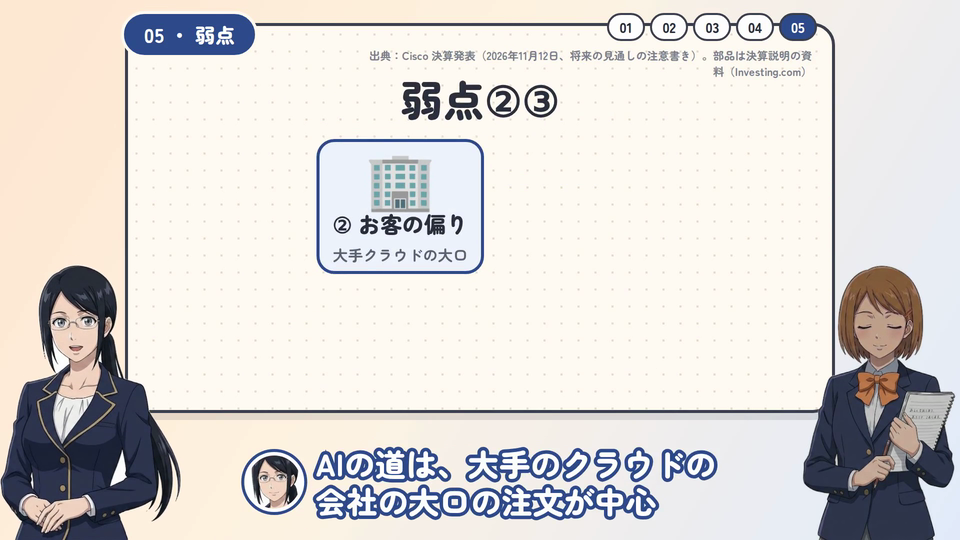 05 ・ 弱点
01 02 03 04 05
出典：Cisco 決算発表（2026年11月12日、将来の見通しの注意書き）。部品は決算説明の資
料（Investing.com）
弱点②③
② お客の偏り
大手クラウドの大口
AIの道は、大手のクラウドの
会社の大口の注文が中心